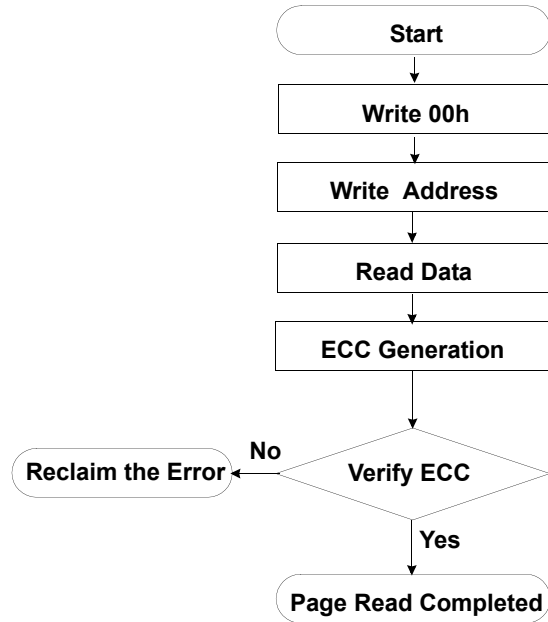 Start
Write 00h
Write Address
Read Data
ECC Generation
No
Reclaim the Error
Verify ECC
Yes
Page Read Completed